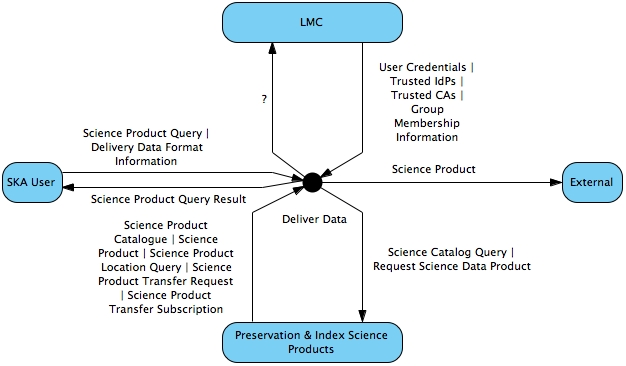 LMC
User Credentials |
Trusted IdPs |
Trusted CAs |
Group
Membership
Information
?
Science Product Query |
Delivery Data Format
Information
SKA User
Science Product
External
Science Product Query Result
Deliver Data
Science Product
Catalogue | Science
Product | Science Product
Location Query | Science
Product Transfer Request
| Science Product
Transfer Subscription
Science Catalog Query |
Request Science Data Product
Preservation & Index Science
Products